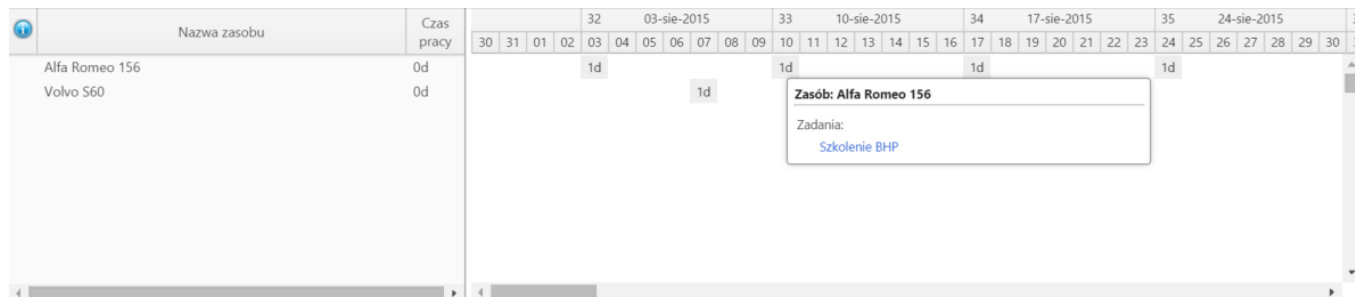 Nazwa zasobu
Czas pracy
32 03-sie-2015 33 10-sie-2015 34 17-sie-2015 35 24-sie-2015
30 31 01 02 03 04 05 06 07 08 09 10 11 12 13 14 15 16 17 18 19 20 21 22 23 24 25 26 27 28 29 30
Alfa Romeo 156 0d 1d 1d 1d 1d
Volvo S60 0d 1d
Zasób: Alfa Romeo 156
Zadania:
Szkolenie BHP